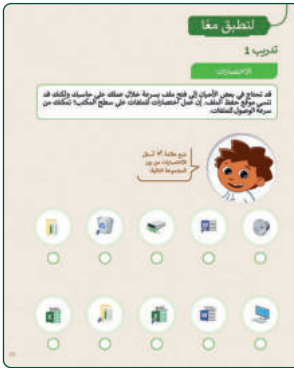 لنطبق معًا
تدريب 1
الاختصارات
قد تحتاج في بعض الأحيان إلى فتح ملف بسرعة خلال عملك على حاسبك ولكنك قد
تنسى موقع حفظ الملف. إن عمل اختصارات للملفات على سطح المكتب؛ تمكنك من
سرعة الوصول للملفات.
ضع علامة ✓ أسفل
الاختصارات من بين
المجموعة التالية: